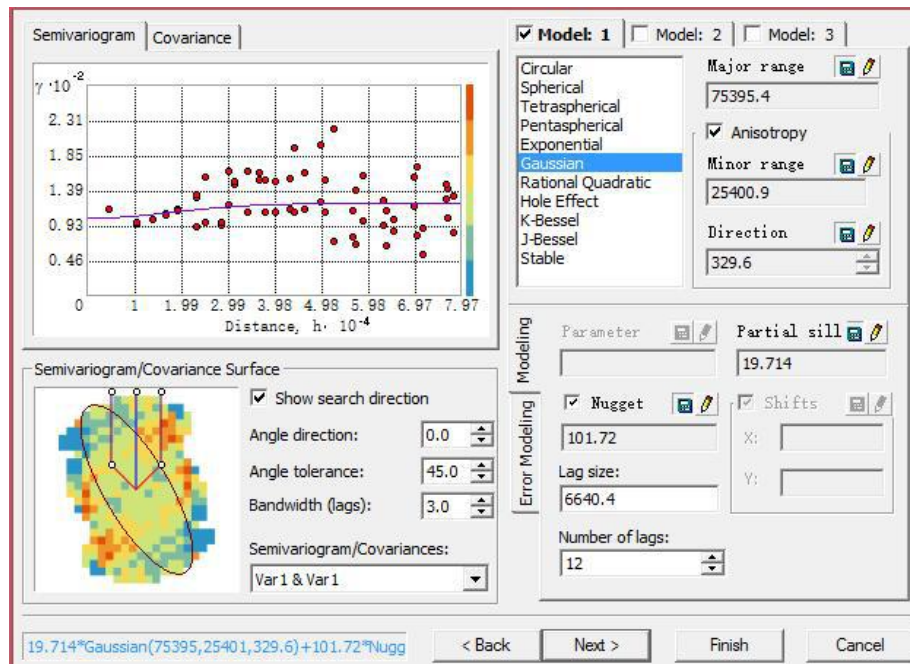 Semivariogram Covariance
γ·10⁻²
2.31
1.85
1.39
0.93
0.46
0 1 1.99 2.99 3.98 4.98 5.98 6.97 7.97
Distance, h·10⁻⁴
Model: 1 Model: 2 Model: 3
Circular
Spherical
Tetraspherical
Pentaspherical
Exponential
Gaussian
Rational Quadratic
Hole Effect
K-Bessel
J-Bessel
Stable
Major range
75395.4
Anisotropy
Minor range
25400.9
Direction
329.6
Modeling
Error Modeling
Parameter
Partial sill
19.714
Nugget
101.72
Shifts
X:
Y:
Lag size:
6640.4
Number of lags:
12
Semivariogram/Covariance Surface
Show search direction
Angle direction: 0.0
Angle tolerance: 45.0
Bandwidth (lags): 3.0
Semivariogram/Covariances:
Var1 & Var1
19.714*Gaussian(75395,25401,329.6)+101.72*Nugg
< Back Next > Finish Cancel